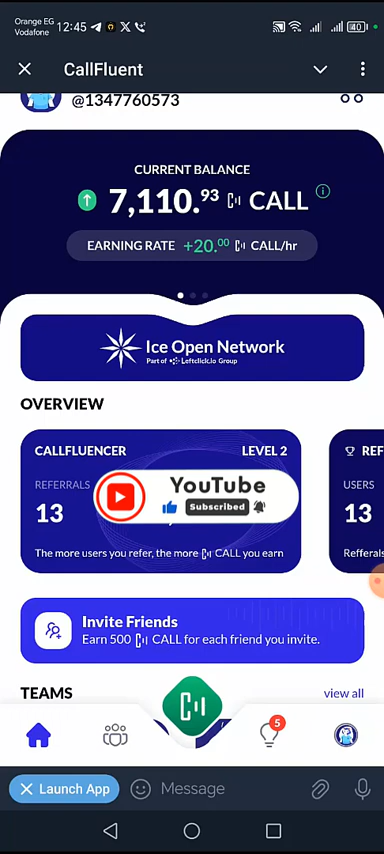 Orange EG
Vodafone
12:45
40
CallFluent
@1347760573
CURRENT BALANCE
7,110.93 CALL
EARNING RATE +20.00 CALL/hr
Ice Open Network
Part of Leftclick.io Group
OVERVIEW
CALLFLUENCER LEVEL 2
REF
REFERRALS
USERS
13
13
YouTube
Subscribed
The more users you refer, the more CALL you earn
Refferals
Invite Friends
Earn 500 CALL for each friend you invite.
TEAMS view all
5
Launch App
Message